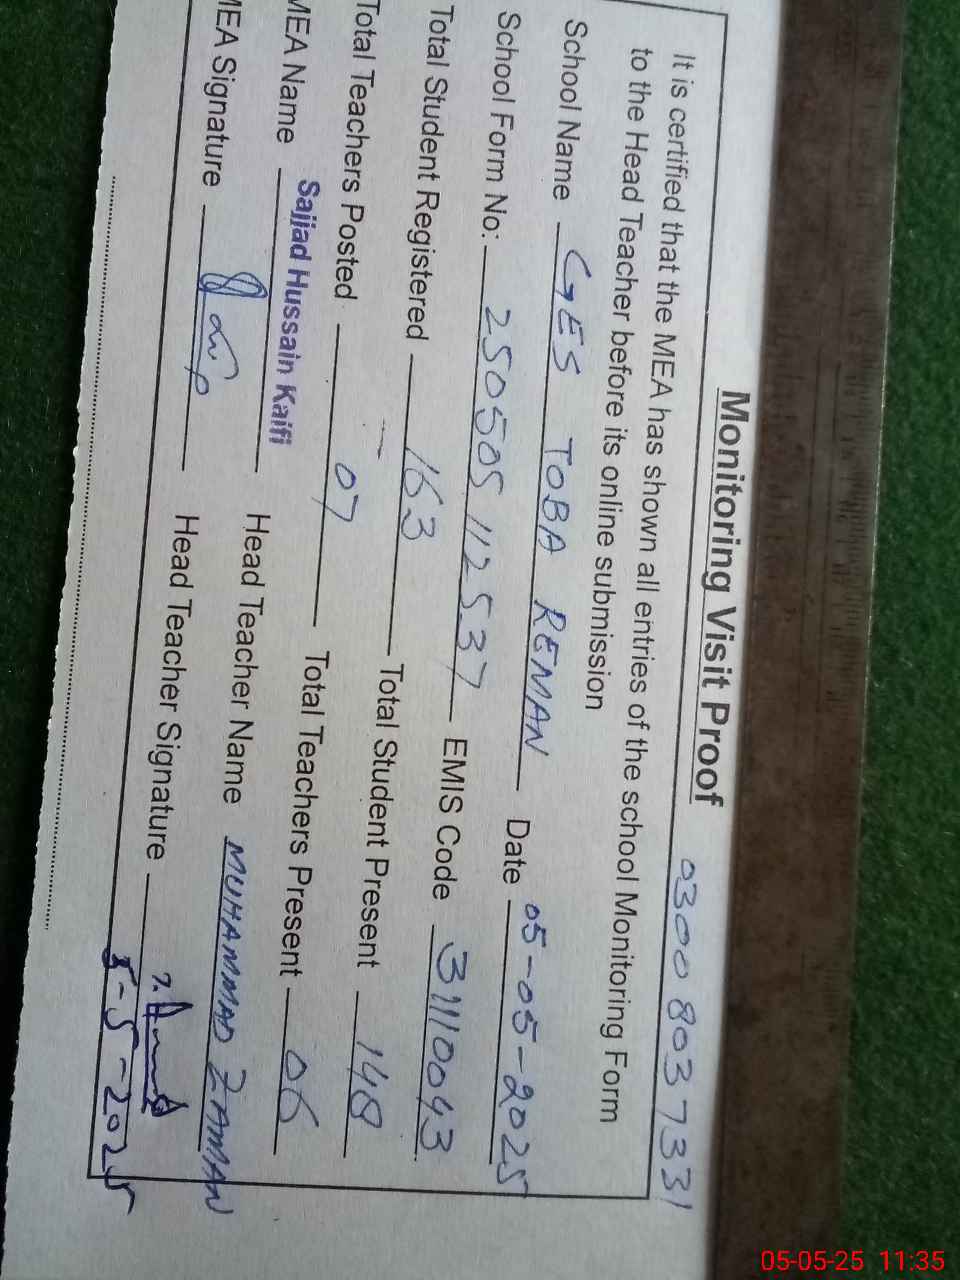 Monitoring Visit Proof
0300 8037331
It is certified that the MEA has shown all entries of the school Monitoring Form
to the Head Teacher before its online submission
School Name GES TOBA REMAN Date 05-05-2025
School Form No: 250505 112537 EMIS Code 31110043
Total Student Registered 163 Total Student Present 148
Total Teachers Posted 07 Total Teachers Present 06
MEA Name Sajjad Hussain Kaifi Head Teacher Name MUHAMMAD ZAMAN
MEA Signature Head Teacher Signature
5-5-2025
05-05-25 11:35